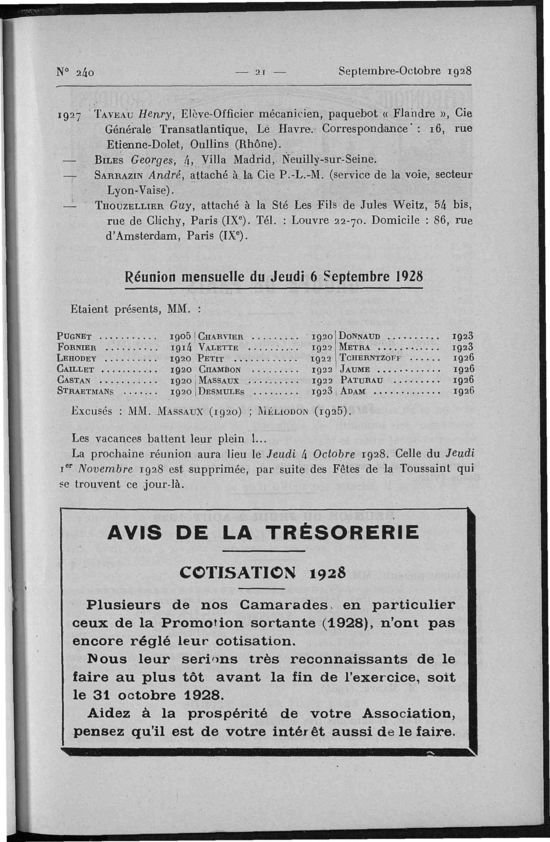 N° 240 — 21 — Septembre-Octobre 1928
1927 TAVEAU Henry, Elève-Officier mécanicien, paquebot « Flandre », Cie
Générale Transatlantique, Le Havre. Correspondance : 16, rue
Etienne-Dolet, Oullins (Rhône).
— BILES Georges, 4, Villa Madrid, Neuilly-sur-Seine.
— SARRAZIN André, attaché à la Cie P.-L.-M. (service de la voie, secteur
Lyon-Vaise).
— THOUZELLIER Guy, attaché à la Sté Les Fils de Jules Weitz, 54 bis,
rue de Clichy, Paris (IXe). Tél. : Louvre 22-70. Domicile : 86, rue
d'Amsterdam, Paris (IXe).
Réunion mensuelle du Jeudi 6 Septembre 1928
Etaient présents, MM. :
PUGNET .......... 1905 CHARVIER ......... 1920 DONNAUD .......... 1923
FORNIER .......... 1914 VALETTE .......... 1922 METRA ............ 1923
LEHODEY .......... 1920 PETIT ............ 1922 TCHERNTZOFF ...... 1926
CAILLET .......... 1920 CHAMBON .......... 1922 JAUME ............ 1926
CASTAN ........... 1920 MASSAUX .......... 1922 PATURAU .......... 1926
STRAETMANS ....... 1920 DESMULES ......... 1923 ADAM ............. 1926
Excusés : MM. MASSAUX (1920) ; MÉLIODON (1925).
Les vacances battent leur plein !...
La prochaine réunion aura lieu le Jeudi 4 Octobre 1928. Celle du Jeudi
1er Novembre 1928 est supprimée, par suite des Fêtes de la Toussaint qui
se trouvent ce jour-là.
AVIS DE LA TRÉSORERIE
COTISATION 1928
Plusieurs de nos Camarades, en particulier
ceux de la Promotion sortante (1928), n'ont pas
encore réglé leur cotisation.
Nous leur serions très reconnaissants de le
faire au plus tôt avant la fin de l'exercice, soit
le 31 octobre 1928.
Aidez à la prospérité de votre Association,
pensez qu'il est de votre intérêt aussi de le faire.